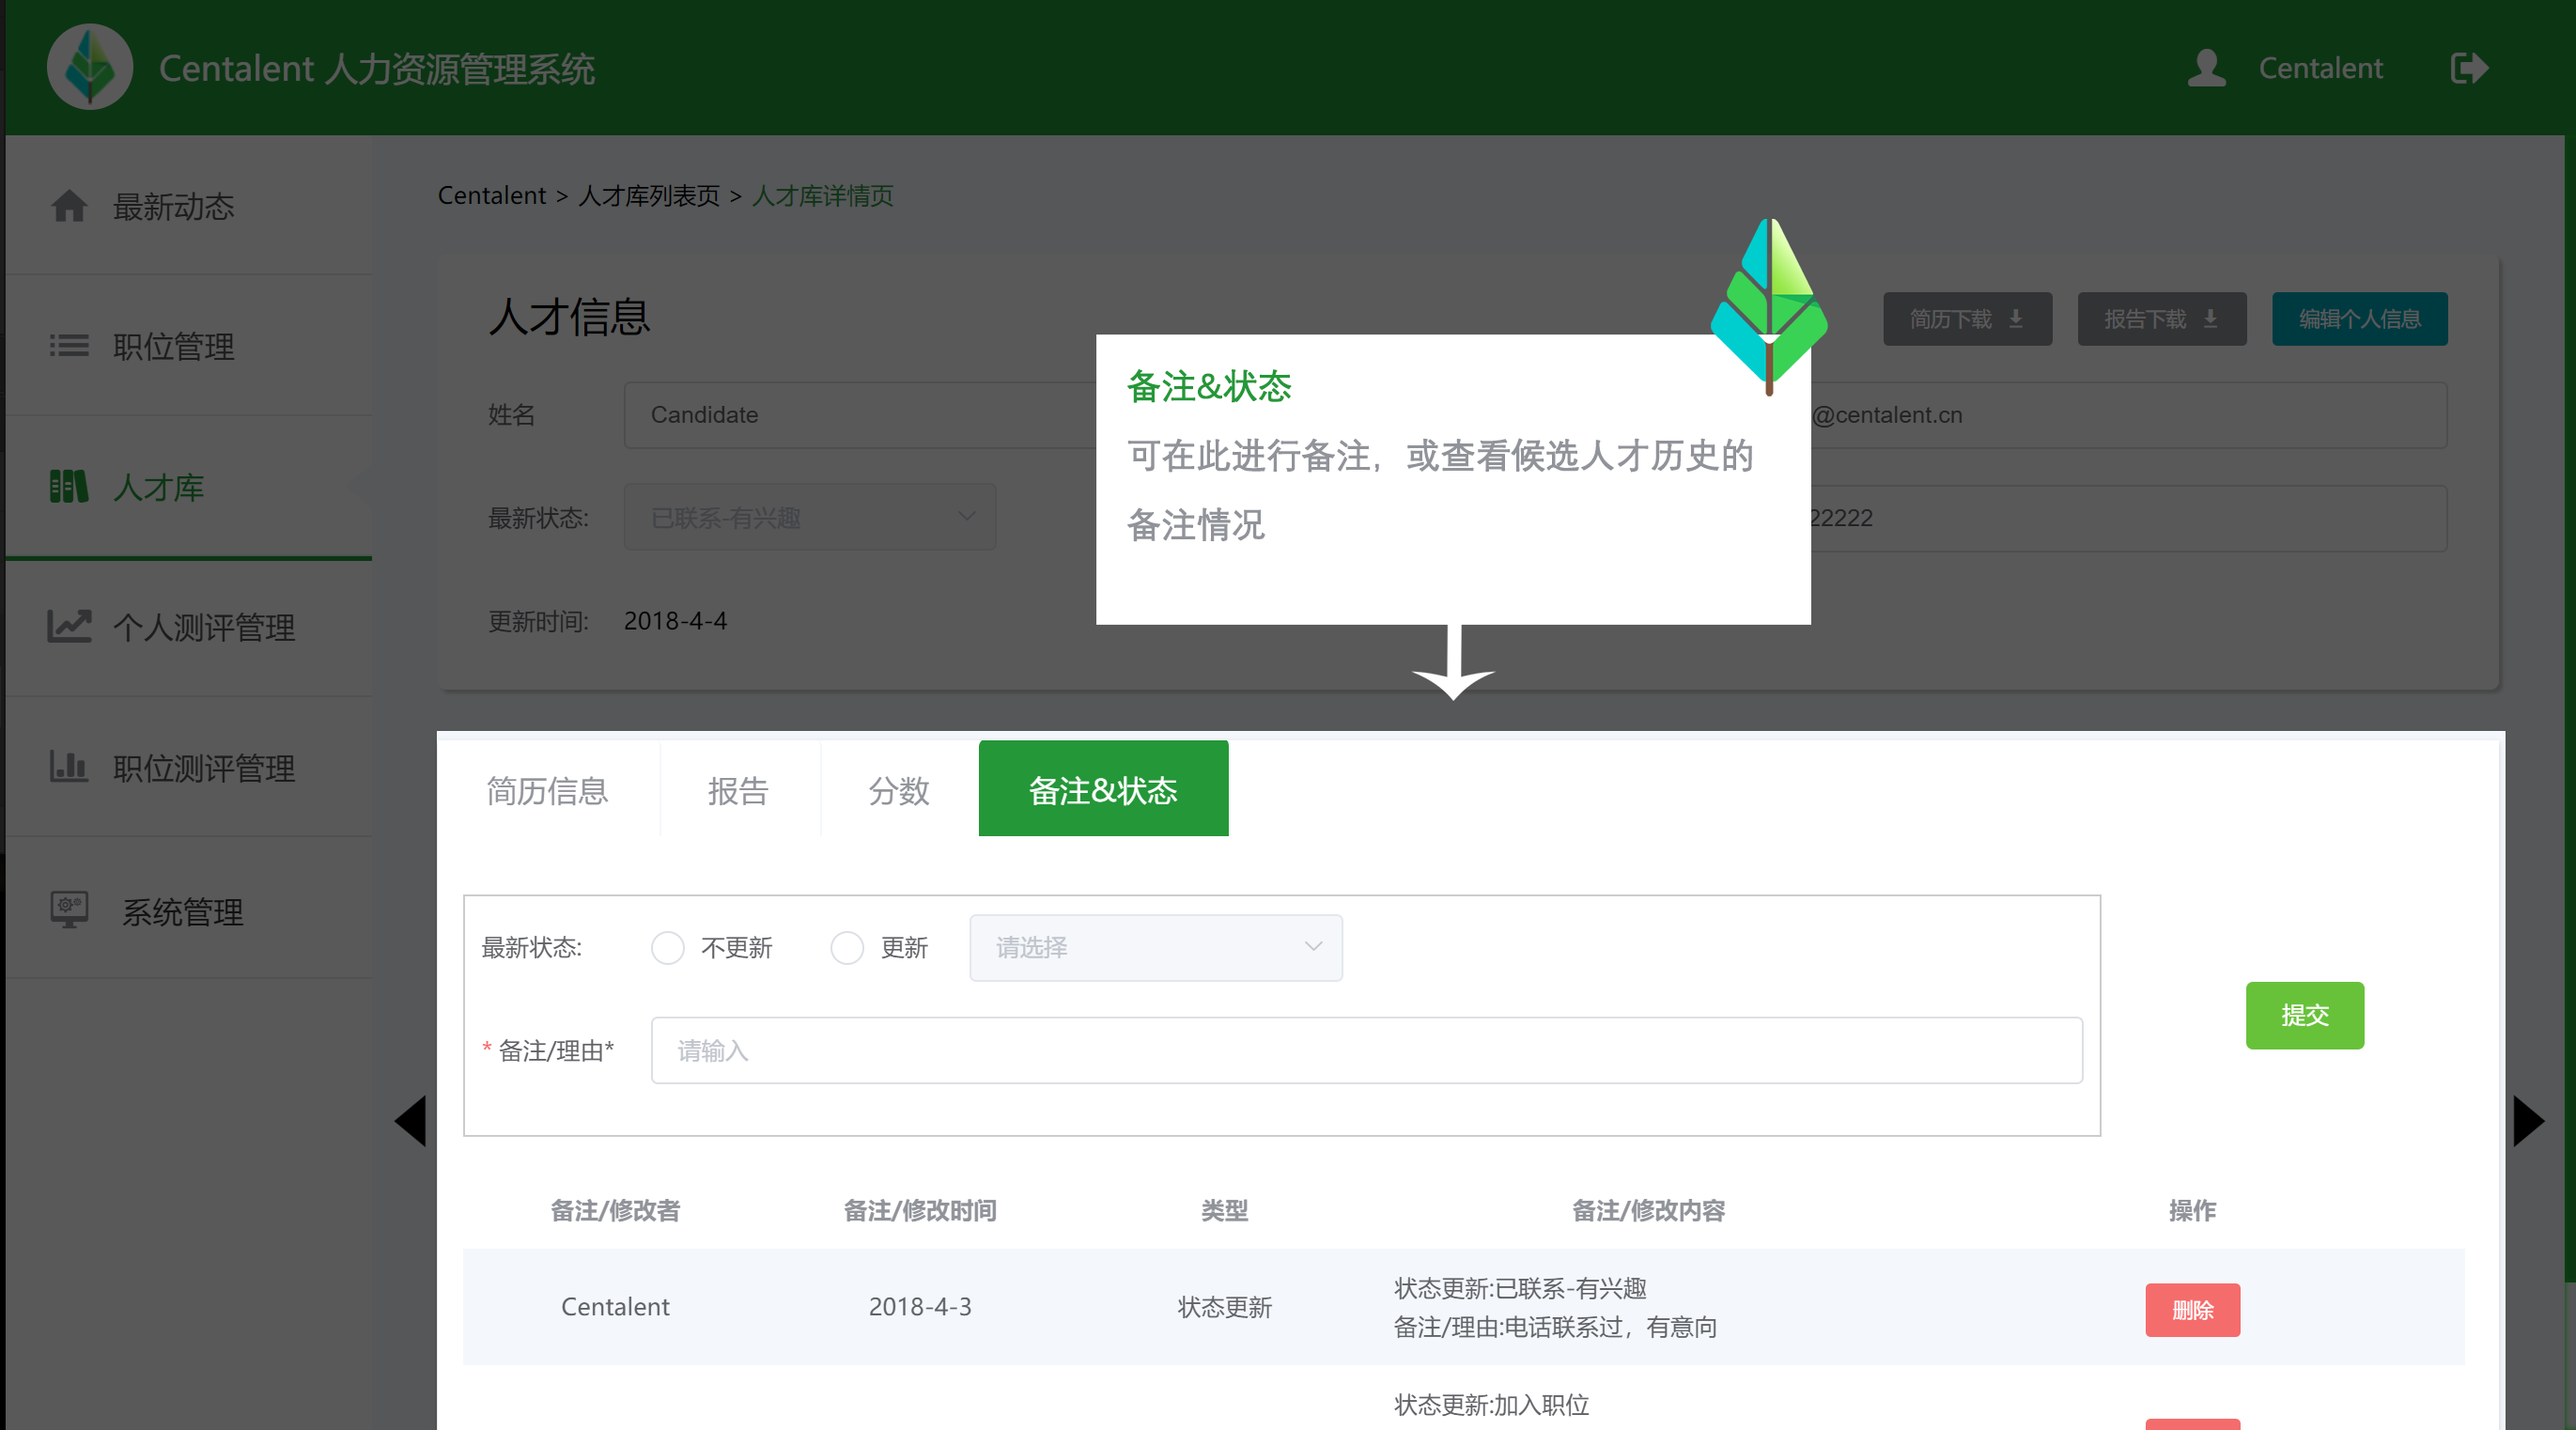 Centalent 人力资源管理系统
Centalent
最新动态
职位管理
人才库
个人测评管理
职位测评管理
系统管理
Centalent > 人才库列表页 > 人才库详情页
人才信息
简历下载
报告下载
编辑个人信息
姓名
Candidate
@centalent.cn
最新状态:
已联系-有兴趣
22222
更新时间:
2018-4-4
备注&状态
可在此进行备注，或查看候选人才历史的
备注情况
简历信息
报告
分数
备注&状态
最新状态:
不更新
更新
请选择
* 备注/理由*
请输入
提交
备注/修改者
备注/修改时间
类型
备注/修改内容
操作
Centalent
2018-4-3
状态更新
状态更新:已联系-有兴趣
备注/理由:电话联系过，有意向
删除
状态更新:加入职位